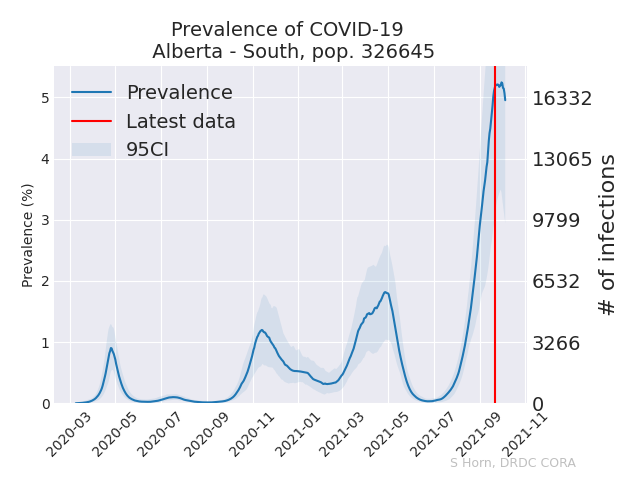 Prevalence of COVID-19
Alberta - South, pop. 326645
Prevalence
Latest data
95CI
Prevalence (%)
5
4
3
2
1
0
16332
13065
9799
6532
3266
0
# of infections
2020-03
2020-05
2020-07
2020-09
2020-11
2021-01
2021-03
2021-05
2021-07
2021-09
2021-11
S Horn, DRDC CORA